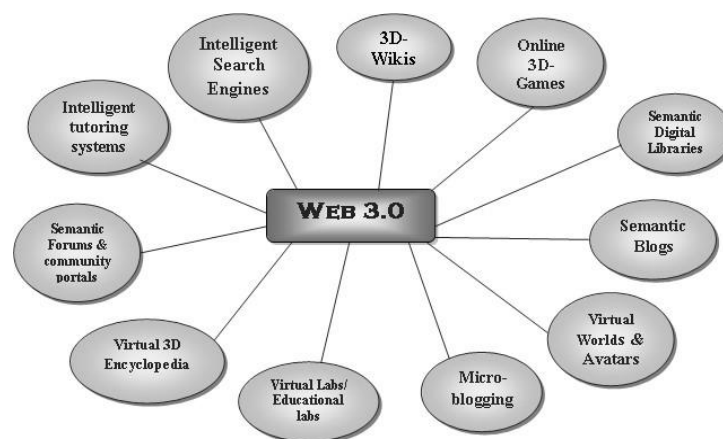 Intelligent
Search
Engines
3D-
Wikis
Online
3D-
Games
Intelligent
tutoring
systems
Semantic
Digital
Libraries
WEB 3.0
Semantic
Forums &
community
portals
Semantic
Blogs
Virtual 3D
Encyclopedia
Virtual
Worlds &
Avatars
Virtual Labs/
Educational
labs
Micro-
blogging